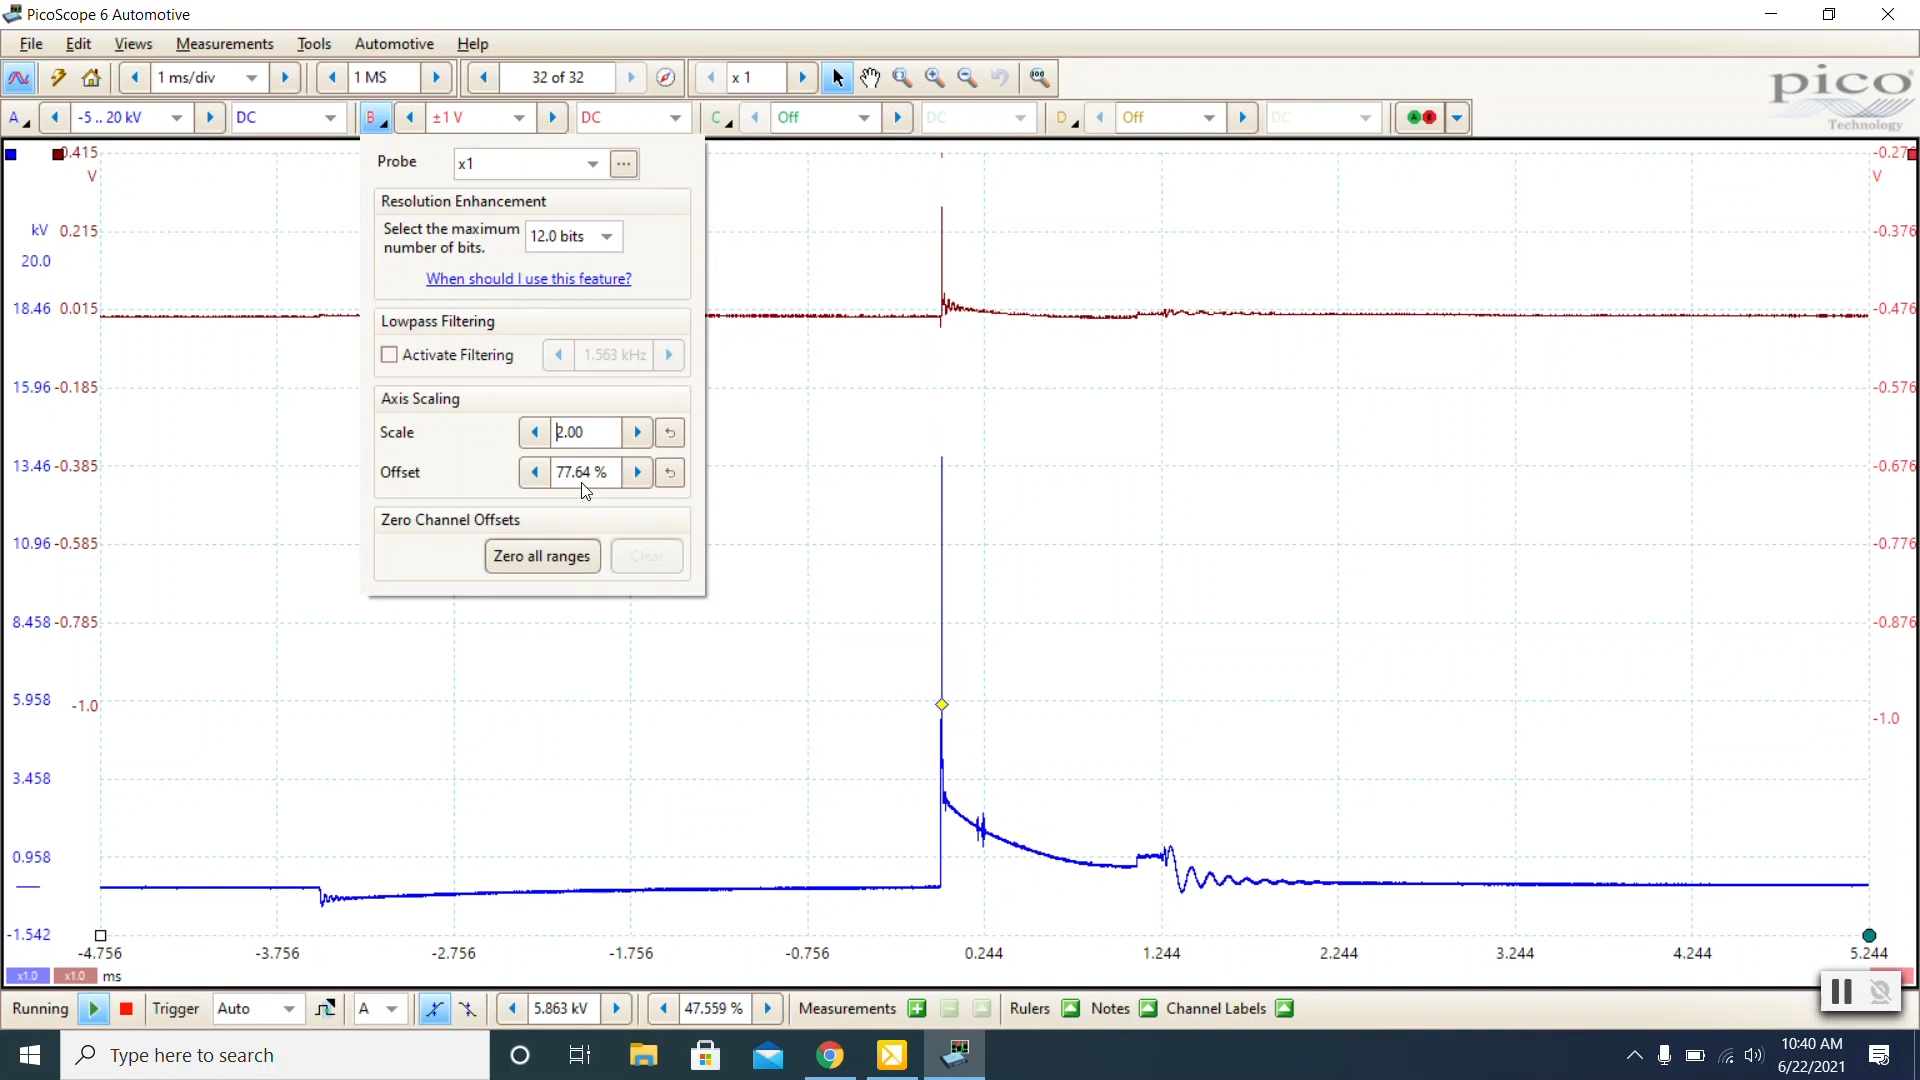 PicoScope 6 Automotive
File Edit Views Measurements Tools Automotive Help
1 ms/div 1 MS 32 of 32 x 1
pico
Technology
A -5 .. 20 kV DC B ±1 V DC C Off DC D Off DC A B
Probe x1 ...
Resolution Enhancement
Select the maximum
number of bits.
12.0 bits
When should I use this feature?
Lowpass Filtering
Activate Filtering 1.563 kHz
Axis Scaling
Scale 2.00
Offset 77.64 %
Zero Channel Offsets
Zero all ranges Clear
0.415
V
kV 0.215
20.0
18.46 0.015
15.96 -0.185
13.46 -0.385
10.96 -0.585
8.458 -0.785
5.958 -1.0
3.458
0.958
-1.542
V
-0.376
-0.476
-0.576
-0.676
-0.776
-0.876
-1.0
-4.756 -3.756 -2.756 -1.756 -0.756 0.244 1.244 2.244 3.244 4.244 5.244
x1.0 x1.0 ms
Running Trigger Auto A 5.863 kV 47.559 % Measurements Rulers Notes Channel Labels
Type here to search
10:40 AM
6/22/2021